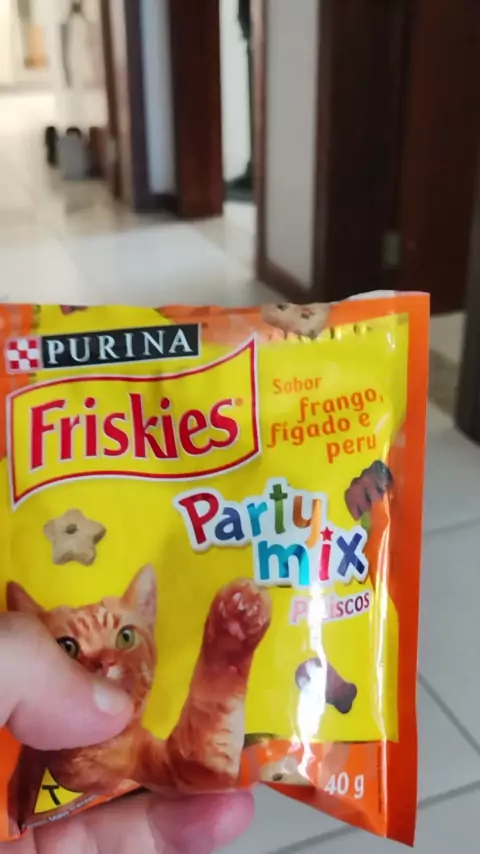 PURINA
Friskies®
Sabor
frango,
fígado e
peru
Party
mix
Petiscos
40 g
T